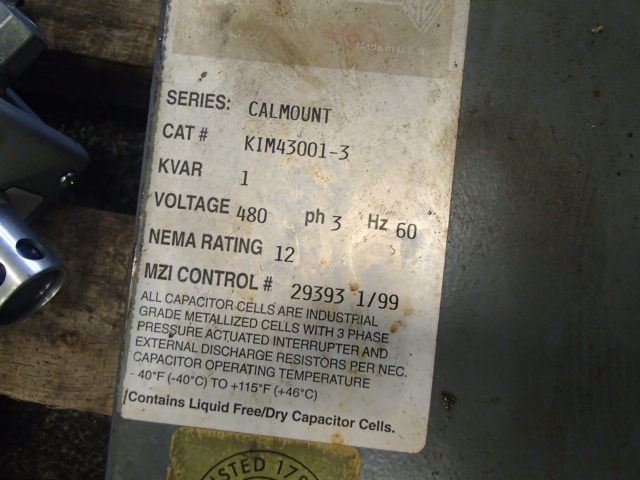 Made in U.S.A.
SERIES: CALMOUNT
CAT # KIM43001-3
KVAR 1
VOLTAGE 480 ph 3 Hz 60
NEMA RATING 12
MZI CONTROL # 29393 1/99
ALL CAPACITOR CELLS ARE INDUSTRIAL
GRADE METALLIZED CELLS WITH 3 PHASE
PRESSURE ACTUATED INTERRUPTER AND
EXTERNAL DISCHARGE RESISTORS PER NEC.
CAPACITOR OPERATING TEMPERATURE
- 40°F (-40°C) TO +115°F (+46°C)
Contains Liquid Free/Dry Capacitor Cells.